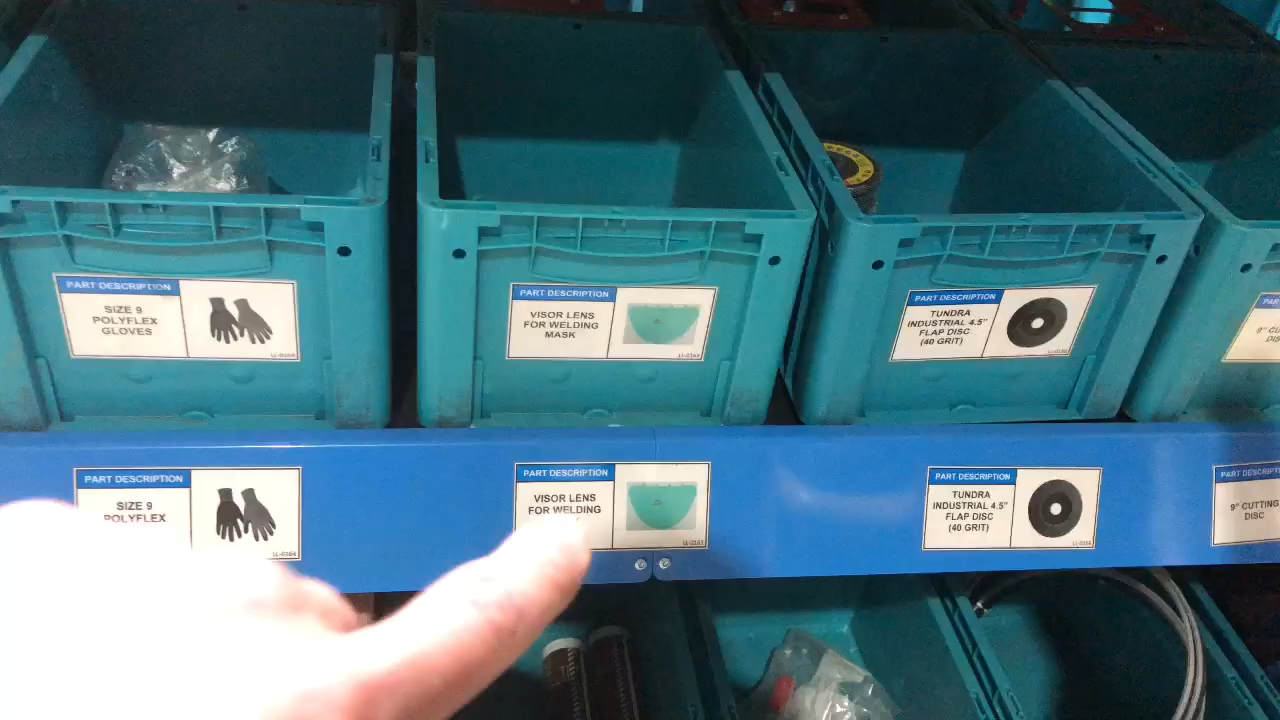 PART DESCRIPTION
SIZE 9
POLYFLEX
GLOVES
PART DESCRIPTION
VISOR LENS
FOR WELDING
MASK
PART DESCRIPTION
TUNDRA
INDUSTRIAL 4.5"
FLAP DISC
(40 GRIT)
PART DESCRIPTION
SIZE 9
POLYFLEX
PART DESCRIPTION
VISOR LENS
FOR WELDING
PART DESCRIPTION
TUNDRA
INDUSTRIAL 4.5"
FLAP DISC
(40 GRIT)
PART DESCRIPTION
9" CUTTING
DISC